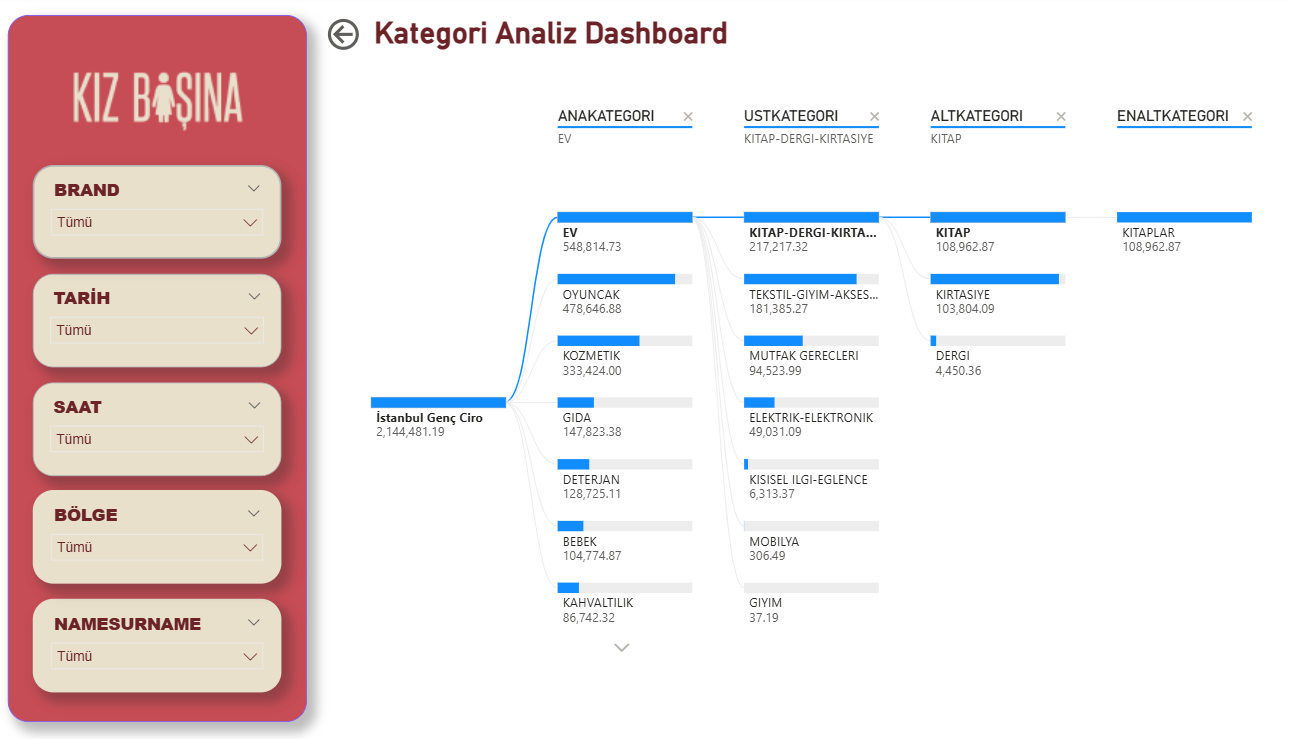 KIZ BAŞINA
BRAND
Tümü
TARİH
Tümü
SAAT
Tümü
BÖLGE
Tümü
NAMESURNAME
Tümü
Kategori Analiz Dashboard
ANAKATEGORI
EV
USTKATEGORI
KITAP-DERGI-KIRTASIYE
ALTKATEGORI
KITAP
ENALTKATEGORI
İstanbul Genç Ciro
2,144,481.19
EV
548,814.73
OYUNCAK
478,646.88
KOZMETIK
333,424.00
GIDA
147,823.38
DETERJAN
128,725.11
BEBEK
104,774.87
KAHVALTILIK
86,742.32
KITAP-DERGI-KIRTA...
217,217.32
TEKSTIL-GIYIM-AKSES...
181,385.27
MUTFAK GERECLERI
94,523.99
ELEKTRIK-ELEKTRONIK
49,031.09
KISISEL ILGI-EGLENCE
6,313.37
MOBILYA
306.49
GIYIM
37.19
KITAP
108,962.87
KIRTASIYE
103,804.09
DERGI
4,450.36
KITAPLAR
108,962.87